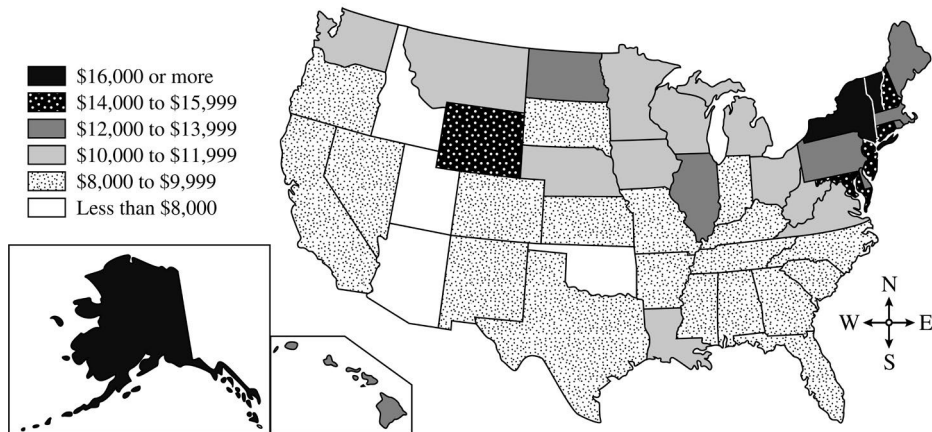 $16,000 or more
$14,000 to $15,999
$12,000 to $13,999
$10,000 to $11,999
$8,000 to $9,999
Less than $8,000
N
W E
S